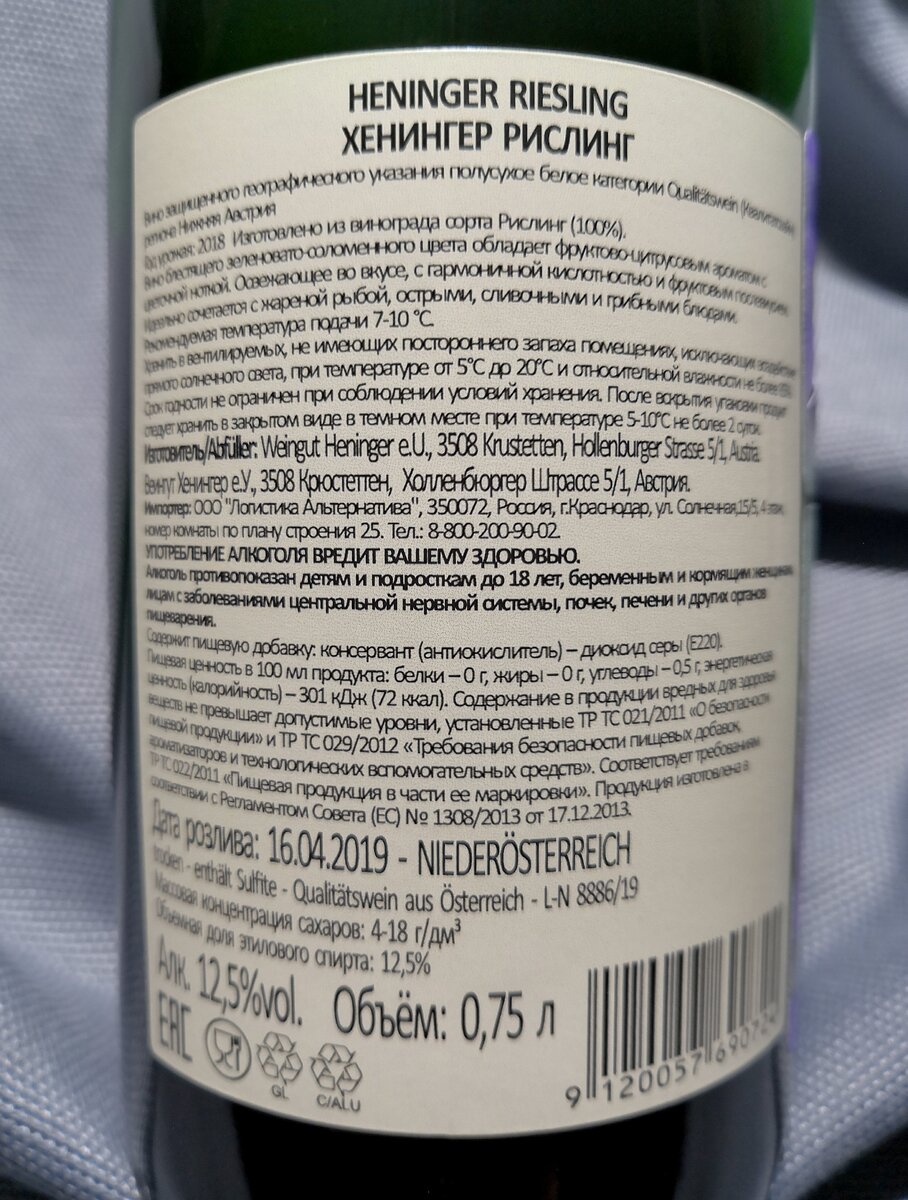 HENINGER RIESLING
ХЕНИНГЕР РИСЛИНГ
Вино защищенного географического указания полусухое белое категории Qualitätswein
региона Нижняя Австрия
Год урожая: 2018 Изготовлено из винограда сорта Рислинг (100%).
Вино блестящего зеленовато-соломенного цвета обладает фруктово-цитрусовым ароматом с
цветочной ноткой. Освежающее во вкусе, с гармоничной кислотностью и фруктовым послевкусием.
Идеально сочетается с жареной рыбой, острыми, сливочными и грибными блюдами.
Рекомендуемая температура подачи 7-10 °С.
Хранить в вентилируемых, не имеющих постороннего запаха помещениях, исключающих воздействие
прямого солнечного света, при температуре от 5°С до 20°С и относительной влажности не более
Срок годности не ограничен при соблюдении условий хранения. После вскрытия упаковки продукт
следует хранить в закрытом виде в темном месте при температуре 5-10°С не более 2 суток.
Изготовитель/Abfüller: Weingut Heninger e.U., 3508 Krustetten, Hollenburger Strasse 5/1, Austria.
Вейнгут Хенингер е.У., 3508 Крюстеттен, Холленбюргер Штрассе 5/1, Австрия.
Импортер: ООО "Логистика Альтернатива", 350072, Россия, г.Краснодар, ул. Солнечная,15/5, 4 этаж,
номер комнаты по плану строения 25. Тел.: 8-800-200-90-02.
УПОТРЕБЛЕНИЕ АЛКОГОЛЯ ВРЕДИТ ВАШЕМУ ЗДОРОВЬЮ.
Алкоголь противопоказан детям и подросткам до 18 лет, беременным и кормящим женщинам,
лицам с заболеваниями центральной нервной системы, почек, печени и других органов
пищеварения.
Содержит пищевую добавку: консервант (антиокислитель) – диоксид серы (Е220).
Пищевая ценность в 100 мл продукта: белки – 0 г, жиры – 0 г, углеводы – 0,5 г, энергетическая
ценность (калорийность) – 301 кДж (72 ккал). Содержание в продукции вредных для здоровья
веществ не превышает допустимые уровни, установленные ТР ТС 021/2011 «О безопасности
пищевой продукции» и ТР ТС 029/2012 «Требования безопасности пищевых добавок,
ароматизаторов и технологических вспомогательных средств». Соответствует требованиям
ТР ТС 022/2011 «Пищевая продукция в части ее маркировки». Продукция изготовлена в
соответствии с Регламентом Совета (ЕС) № 1308/2013 от 17.12.2013.
Дата розлива: 16.04.2019 - NIEDERÖSTERREICH
trocken - enthält Sulfite - Qualitätswein aus Österreich - L-N 8886/19
Массовая концентрация сахаров: 4-18 г/дм³
Объемная доля этилового спирта: 12,5%
Алк. 12,5%vol. Объём: 0,75 л
ЕАС
GL
C/ALU
9 120057